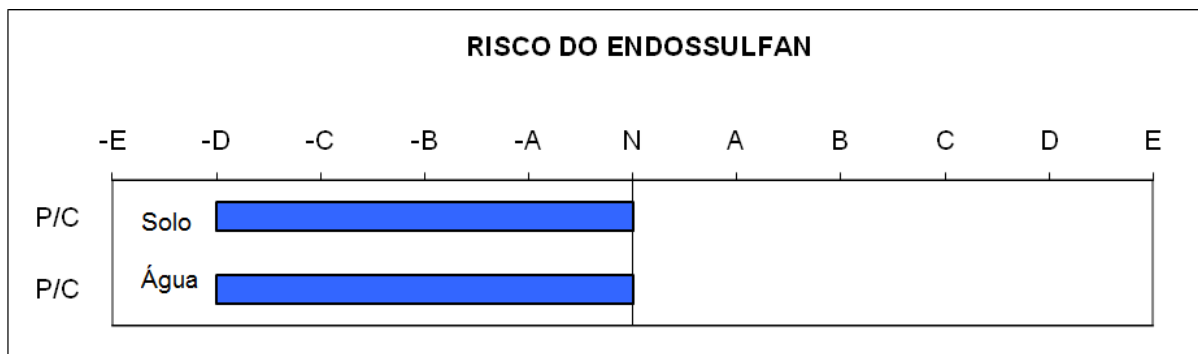 RISCO DO ENDOSSULFAN
-E -D -C -B -A N A B C D E
P/C Solo
P/C Água